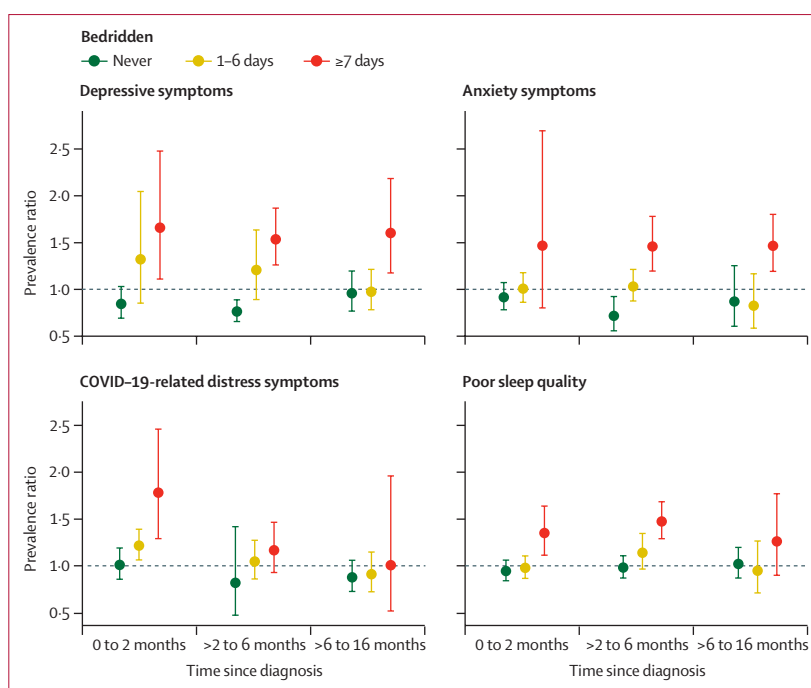 Bedridden
Never
1–6 days
≥7 days
Depressive symptoms
Anxiety symptoms
Prevalence ratio
2·5
2·0
1·5
1·0
0·5
COVID–19-related distress symptoms
Poor sleep quality
Prevalence ratio
2·5
2·0
1·5
1·0
0·5
0 to 2 months
>2 to 6 months
>6 to 16 months
0 to 2 months
>2 to 6 months
>6 to 16 months
Time since diagnosis
Time since diagnosis